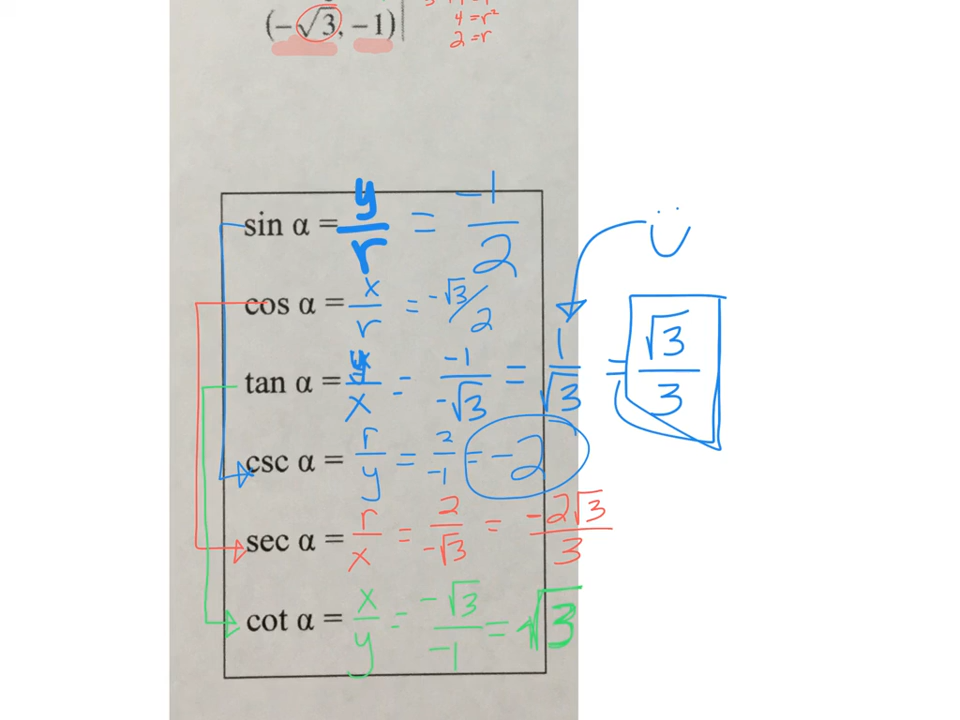 (-√3, -1)
4 = r²
2 = r
sin α = y/r = -1/2
cos α = x/r = -√3/2
tan α = y/x = -1/-√3 = 1/√3 = √3/3
csc α = r/y = 2/-1 = -2
sec α = r/x = 2/-√3 = -2√3/3
cot α = x/y = -√3/-1 = √3